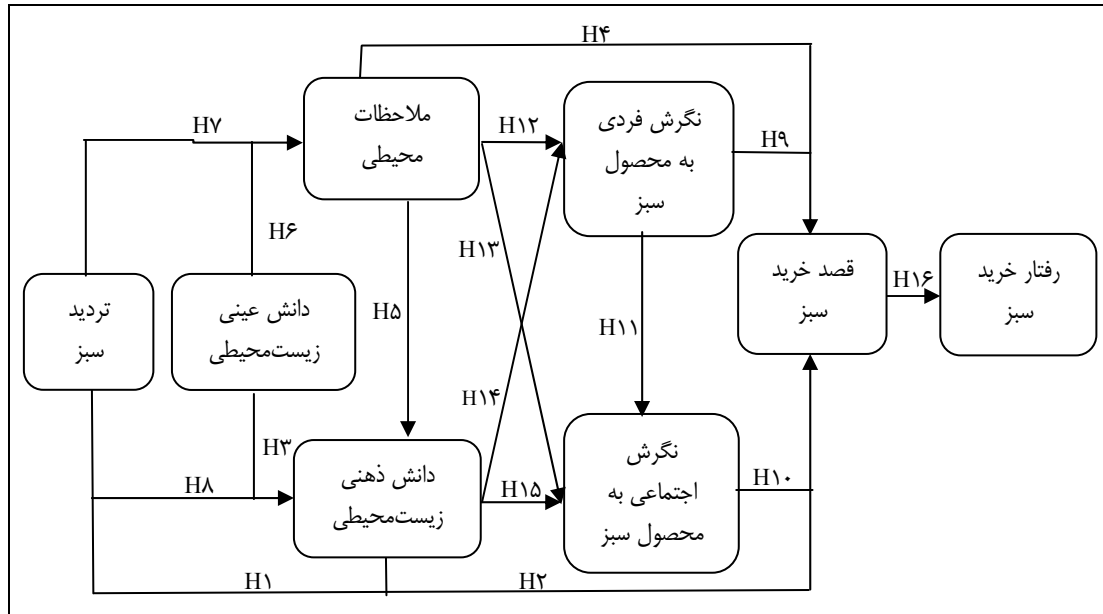 H۴
ملاحظات
محیطی
نگرش فردی
به محصول
سبز
H۷
H۱۲
H۹
H۶
H۱۳
تردید
سبز
دانش عینی
زیست‌محیطی
H۵
H۱۱
قصد خرید
سبز
H۱۶
رفتار خرید
سبز
H۱۴
H۳
H۸
دانش ذهنی
زیست‌محیطی
H۱۵
نگرش
اجتماعی به
محصول سبز
H۱۰
H۱
H۲